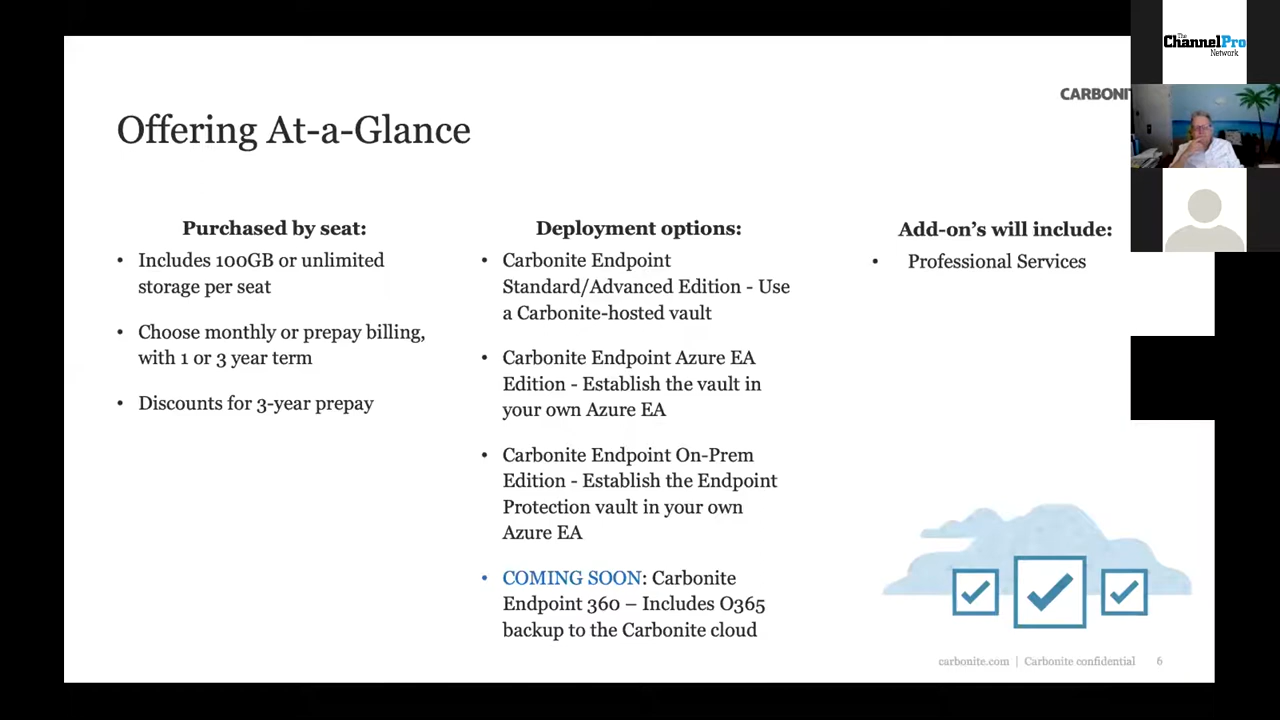 The
ChannelPro
Network
CARBONI
Offering At-a-Glance
Purchased by seat:
• Includes 100GB or unlimited
storage per seat
• Choose monthly or prepay billing,
with 1 or 3 year term
• Discounts for 3-year prepay
Deployment options:
• Carbonite Endpoint
Standard/Advanced Edition - Use
a Carbonite-hosted vault
• Carbonite Endpoint Azure EA
Edition - Establish the vault in
your own Azure EA
• Carbonite Endpoint On-Prem
Edition - Establish the Endpoint
Protection vault in your own
Azure EA
• COMING SOON: Carbonite
Endpoint 360 – Includes O365
backup to the Carbonite cloud
Add-on’s will include:
• Professional Services
carbonite.com | Carbonite confidential 6